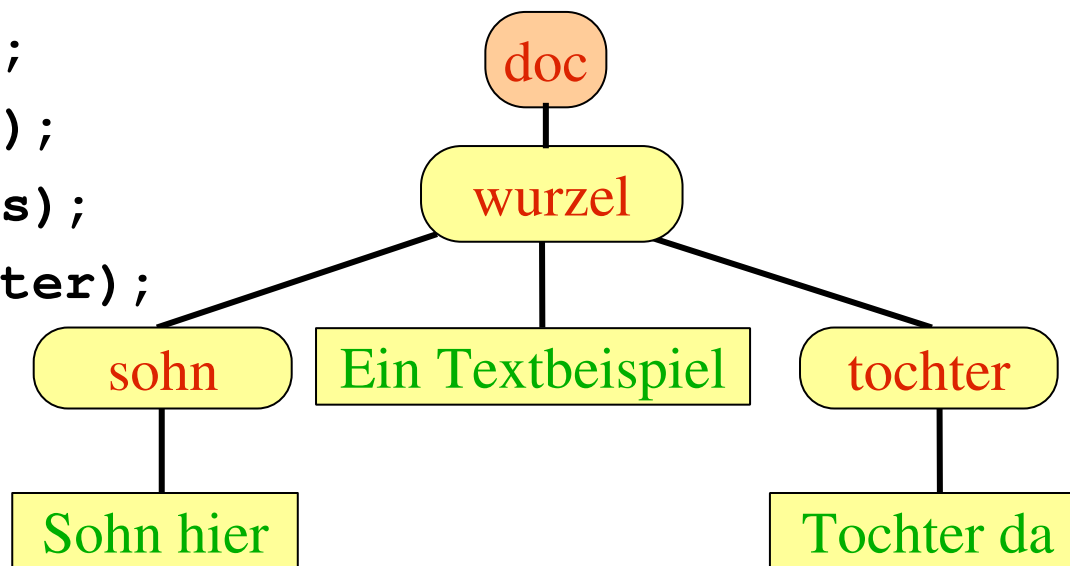 ;
);
s);
ter);
doc
wurzel
sohn
Ein Textbeispiel
tochter
Sohn hier
Tochter da